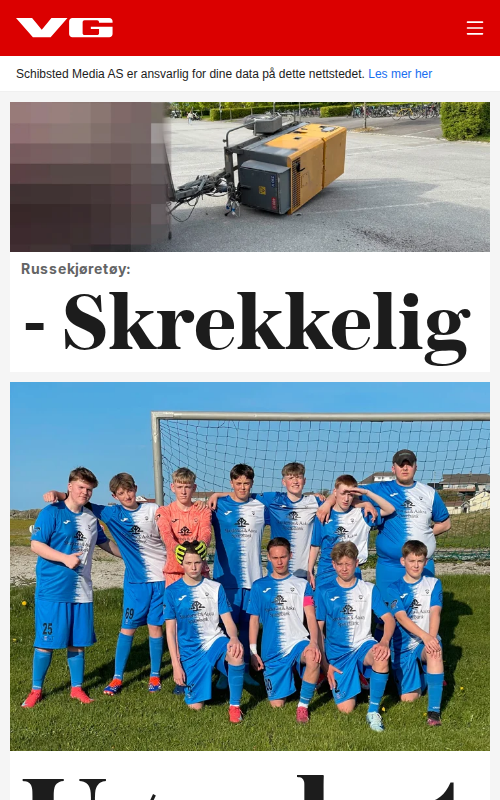 VG
Schibsted Media AS er ansvarlig for dine data på dette nettstedet. Les mer her
Russekjøretøy:
- Skrekkelig
25
69